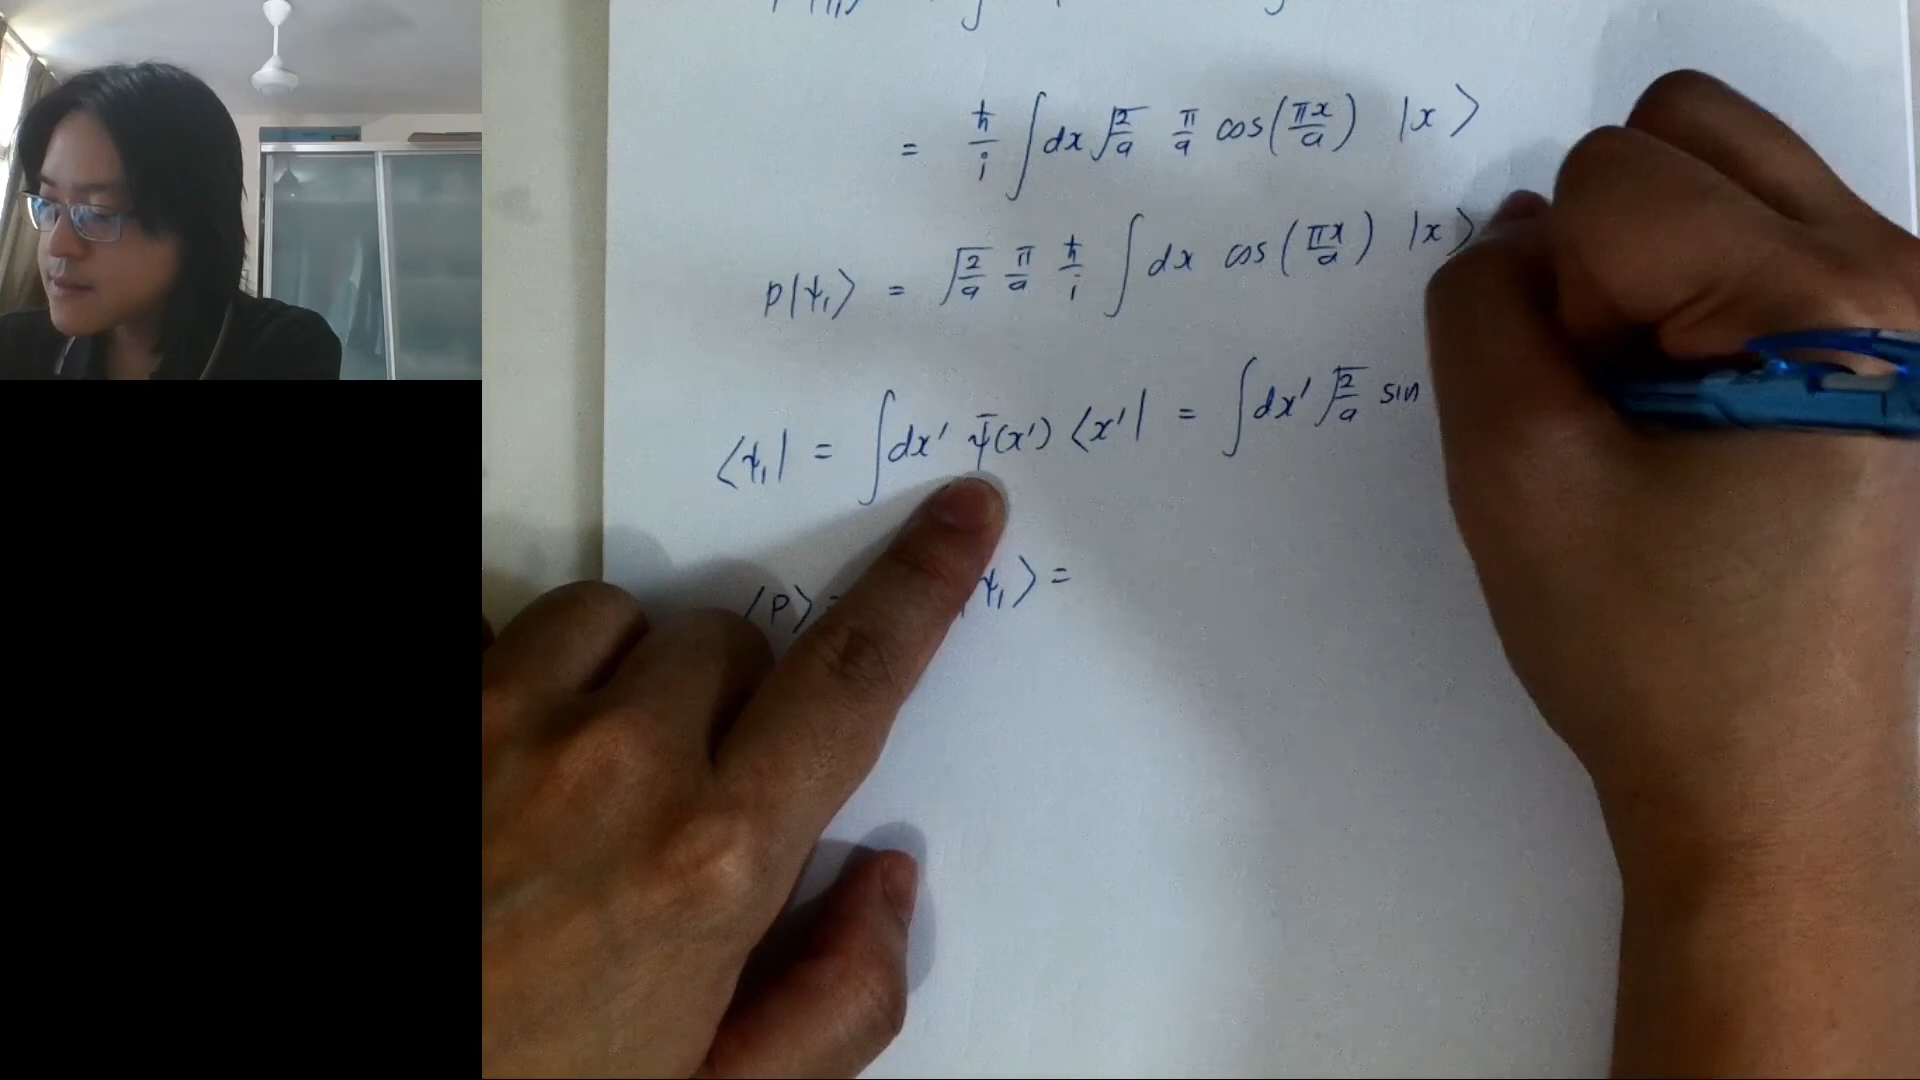 = ħ/i ∫ dx √(2/a) π/a cos(πx/a) |x⟩
p|ψ₁⟩ = √(2/a) π/a ħ/i ∫ dx cos(πx/a) |x⟩
⟨ψ₁| = ∫ dx' ψ̄(x') ⟨x'| = ∫ dx' √(2/a) sin
⟨p⟩ = ψ₁⟩ =